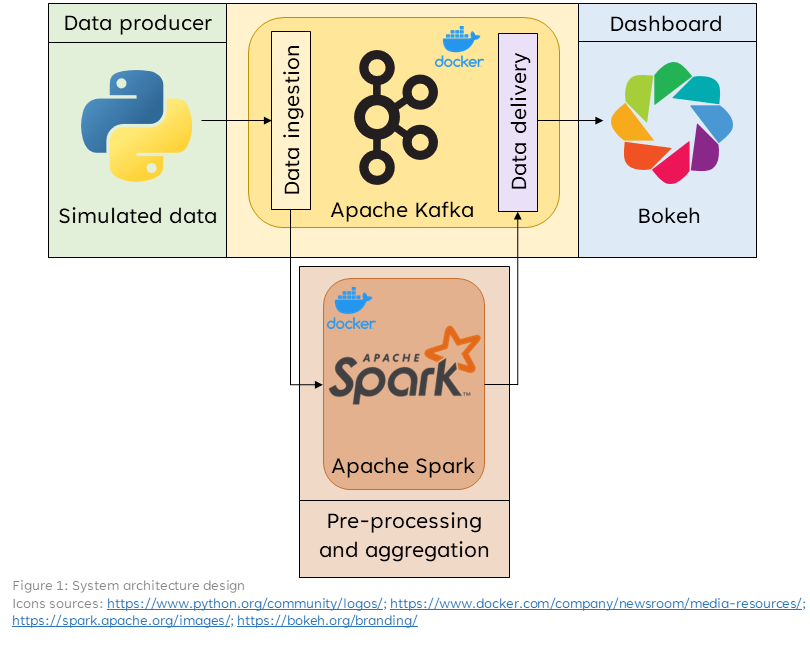 Data producer
Simulated data
Data ingestion
docker
Apache Kafka
Data delivery
Dashboard
Bokeh
docker
APACHE
Spark™
Apache Spark
Pre-processing
and aggregation
Figure 1: System architecture design
Icons sources: https://www.python.org/community/logos/; https://www.docker.com/company/newsroom/media-resources/;
https://spark.apache.org/images/; https://bokeh.org/branding/